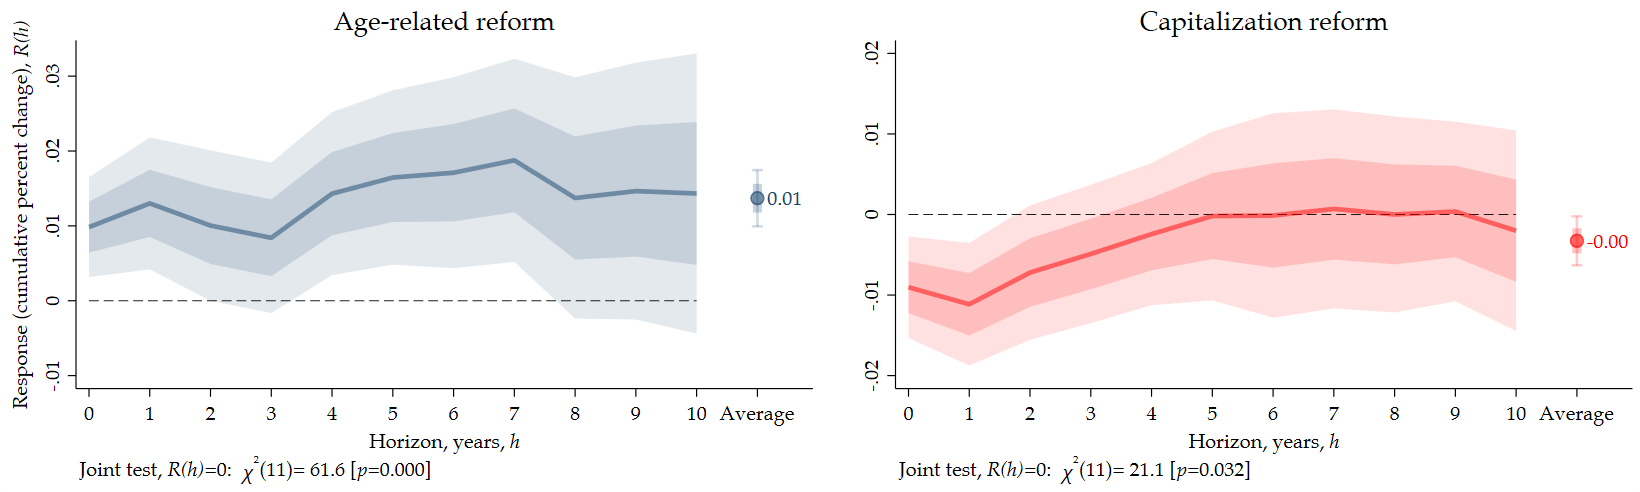 Age-related reform
Response (cumulative percent change), R(h)
.03
.02
.01
0
-.01
0 1 2 3 4 5 6 7 8 9 10 Average
0.01
Horizon, years, h
Joint test, R(h)=0: χ²(11)= 61.6 [p=0.000]
Capitalization reform
.02
.01
0
-.01
-.02
0 1 2 3 4 5 6 7 8 9 10 Average
-0.00
Horizon, years, h
Joint test, R(h)=0: χ²(11)= 21.1 [p=0.032]